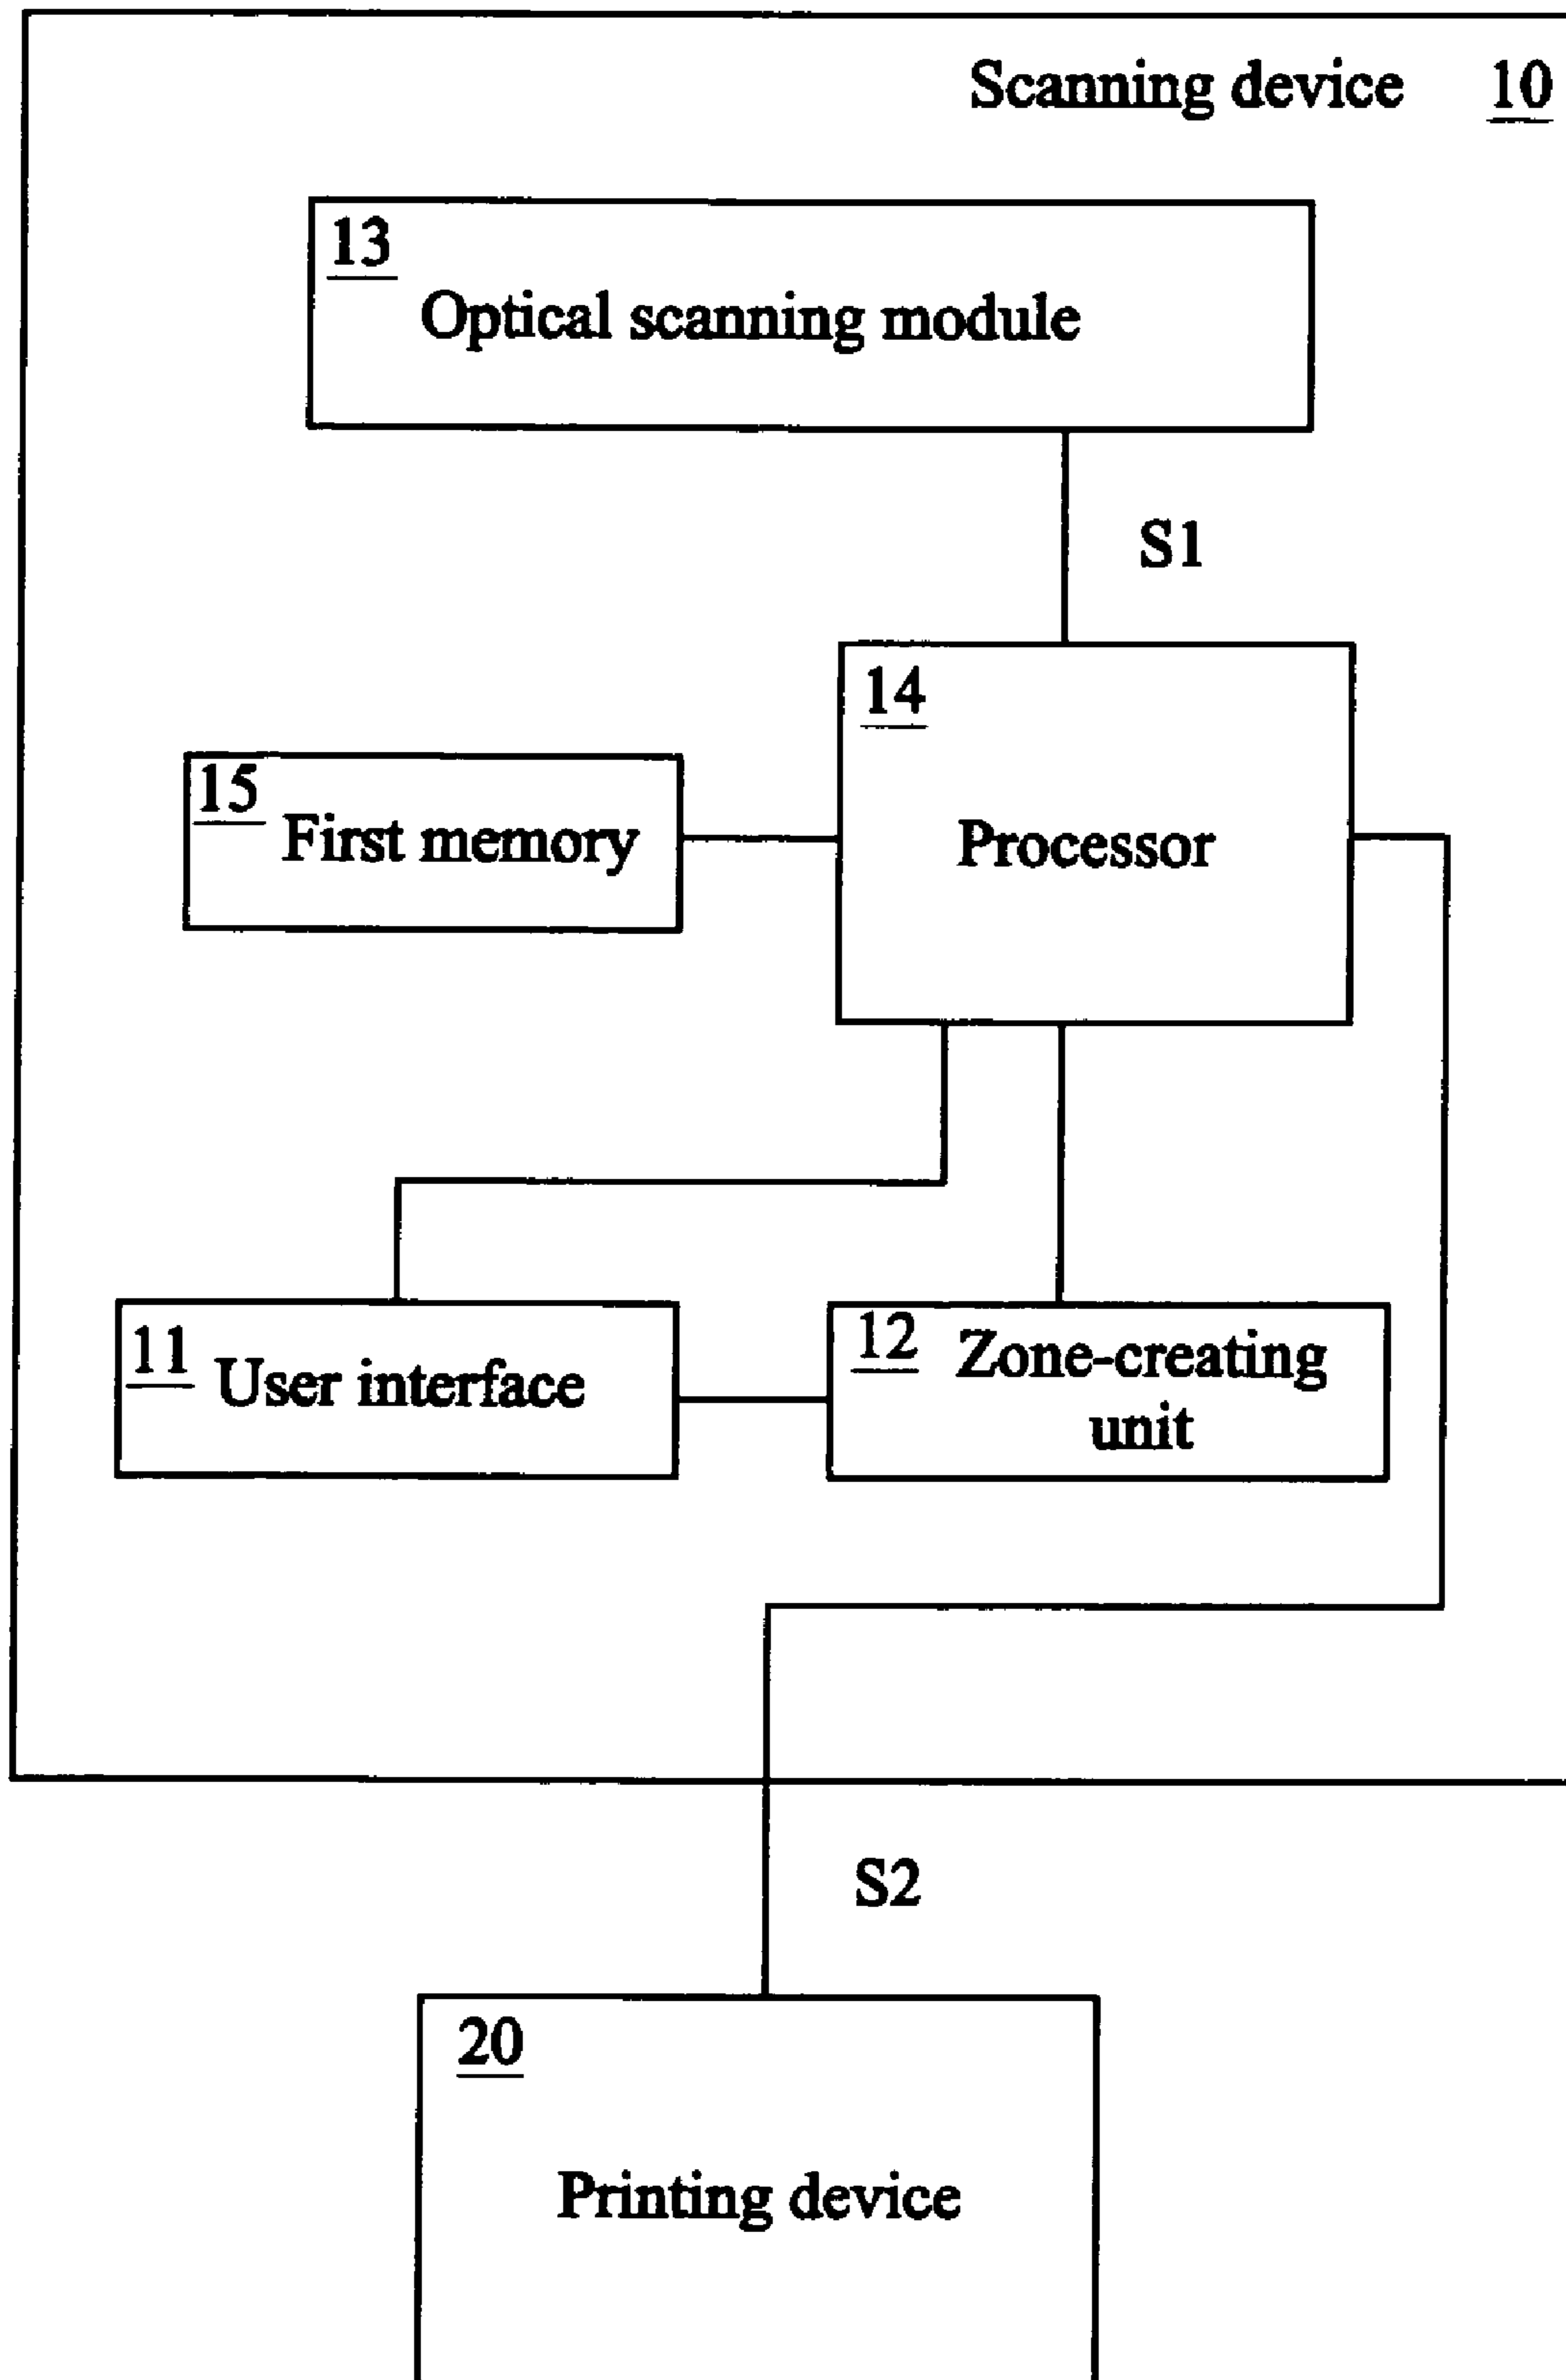 Scanning device 10
13
Optical scanning module
S1
14
Processor
15
First memory
11 User interface
12 Zone-creating
unit
S2
20
Printing device